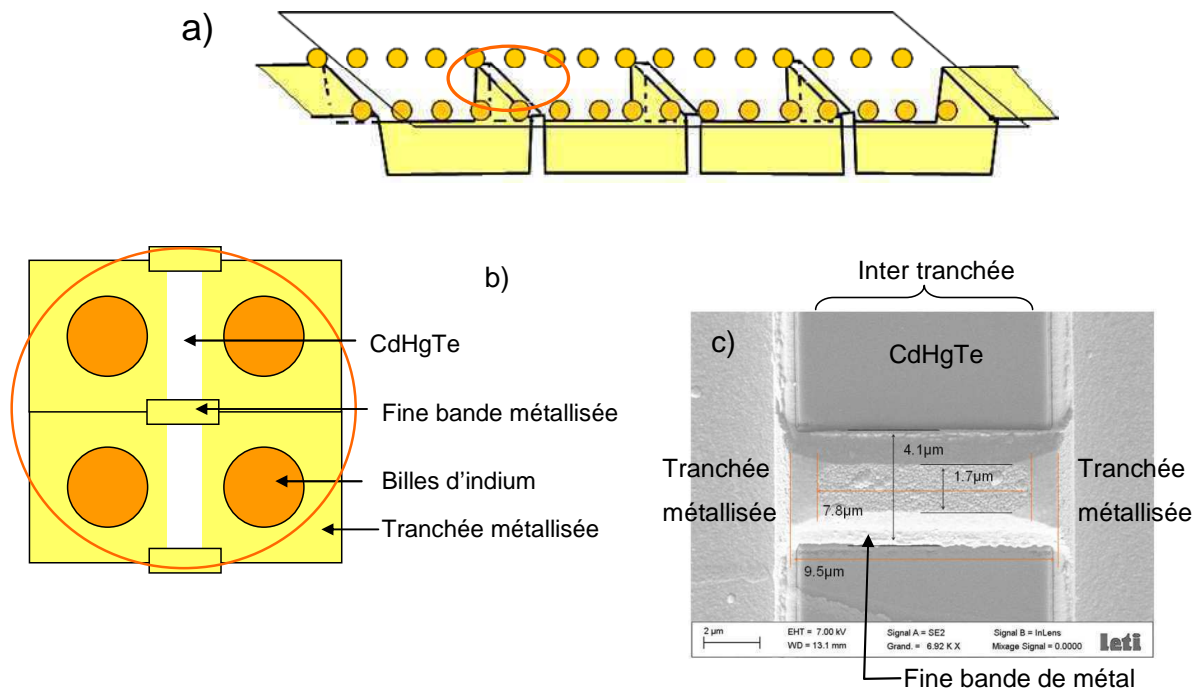 a)
b)
CdHgTe
Fine bande métallisée
Billes d'indium
Tranchée métallisée
Inter tranchée
c)
CdHgTe
4.1µm
1.7µm
7.8µm
9.5µm
Tranchée
métallisée
Tranchée
métallisée
2 µm
EHT = 7.00 kV
WD = 13.1 mm
Signal A = SE2
Grand. = 6.92 K X
Signal B = InLens
Mixage Signal = 0.0000
leti
Fine bande de métal